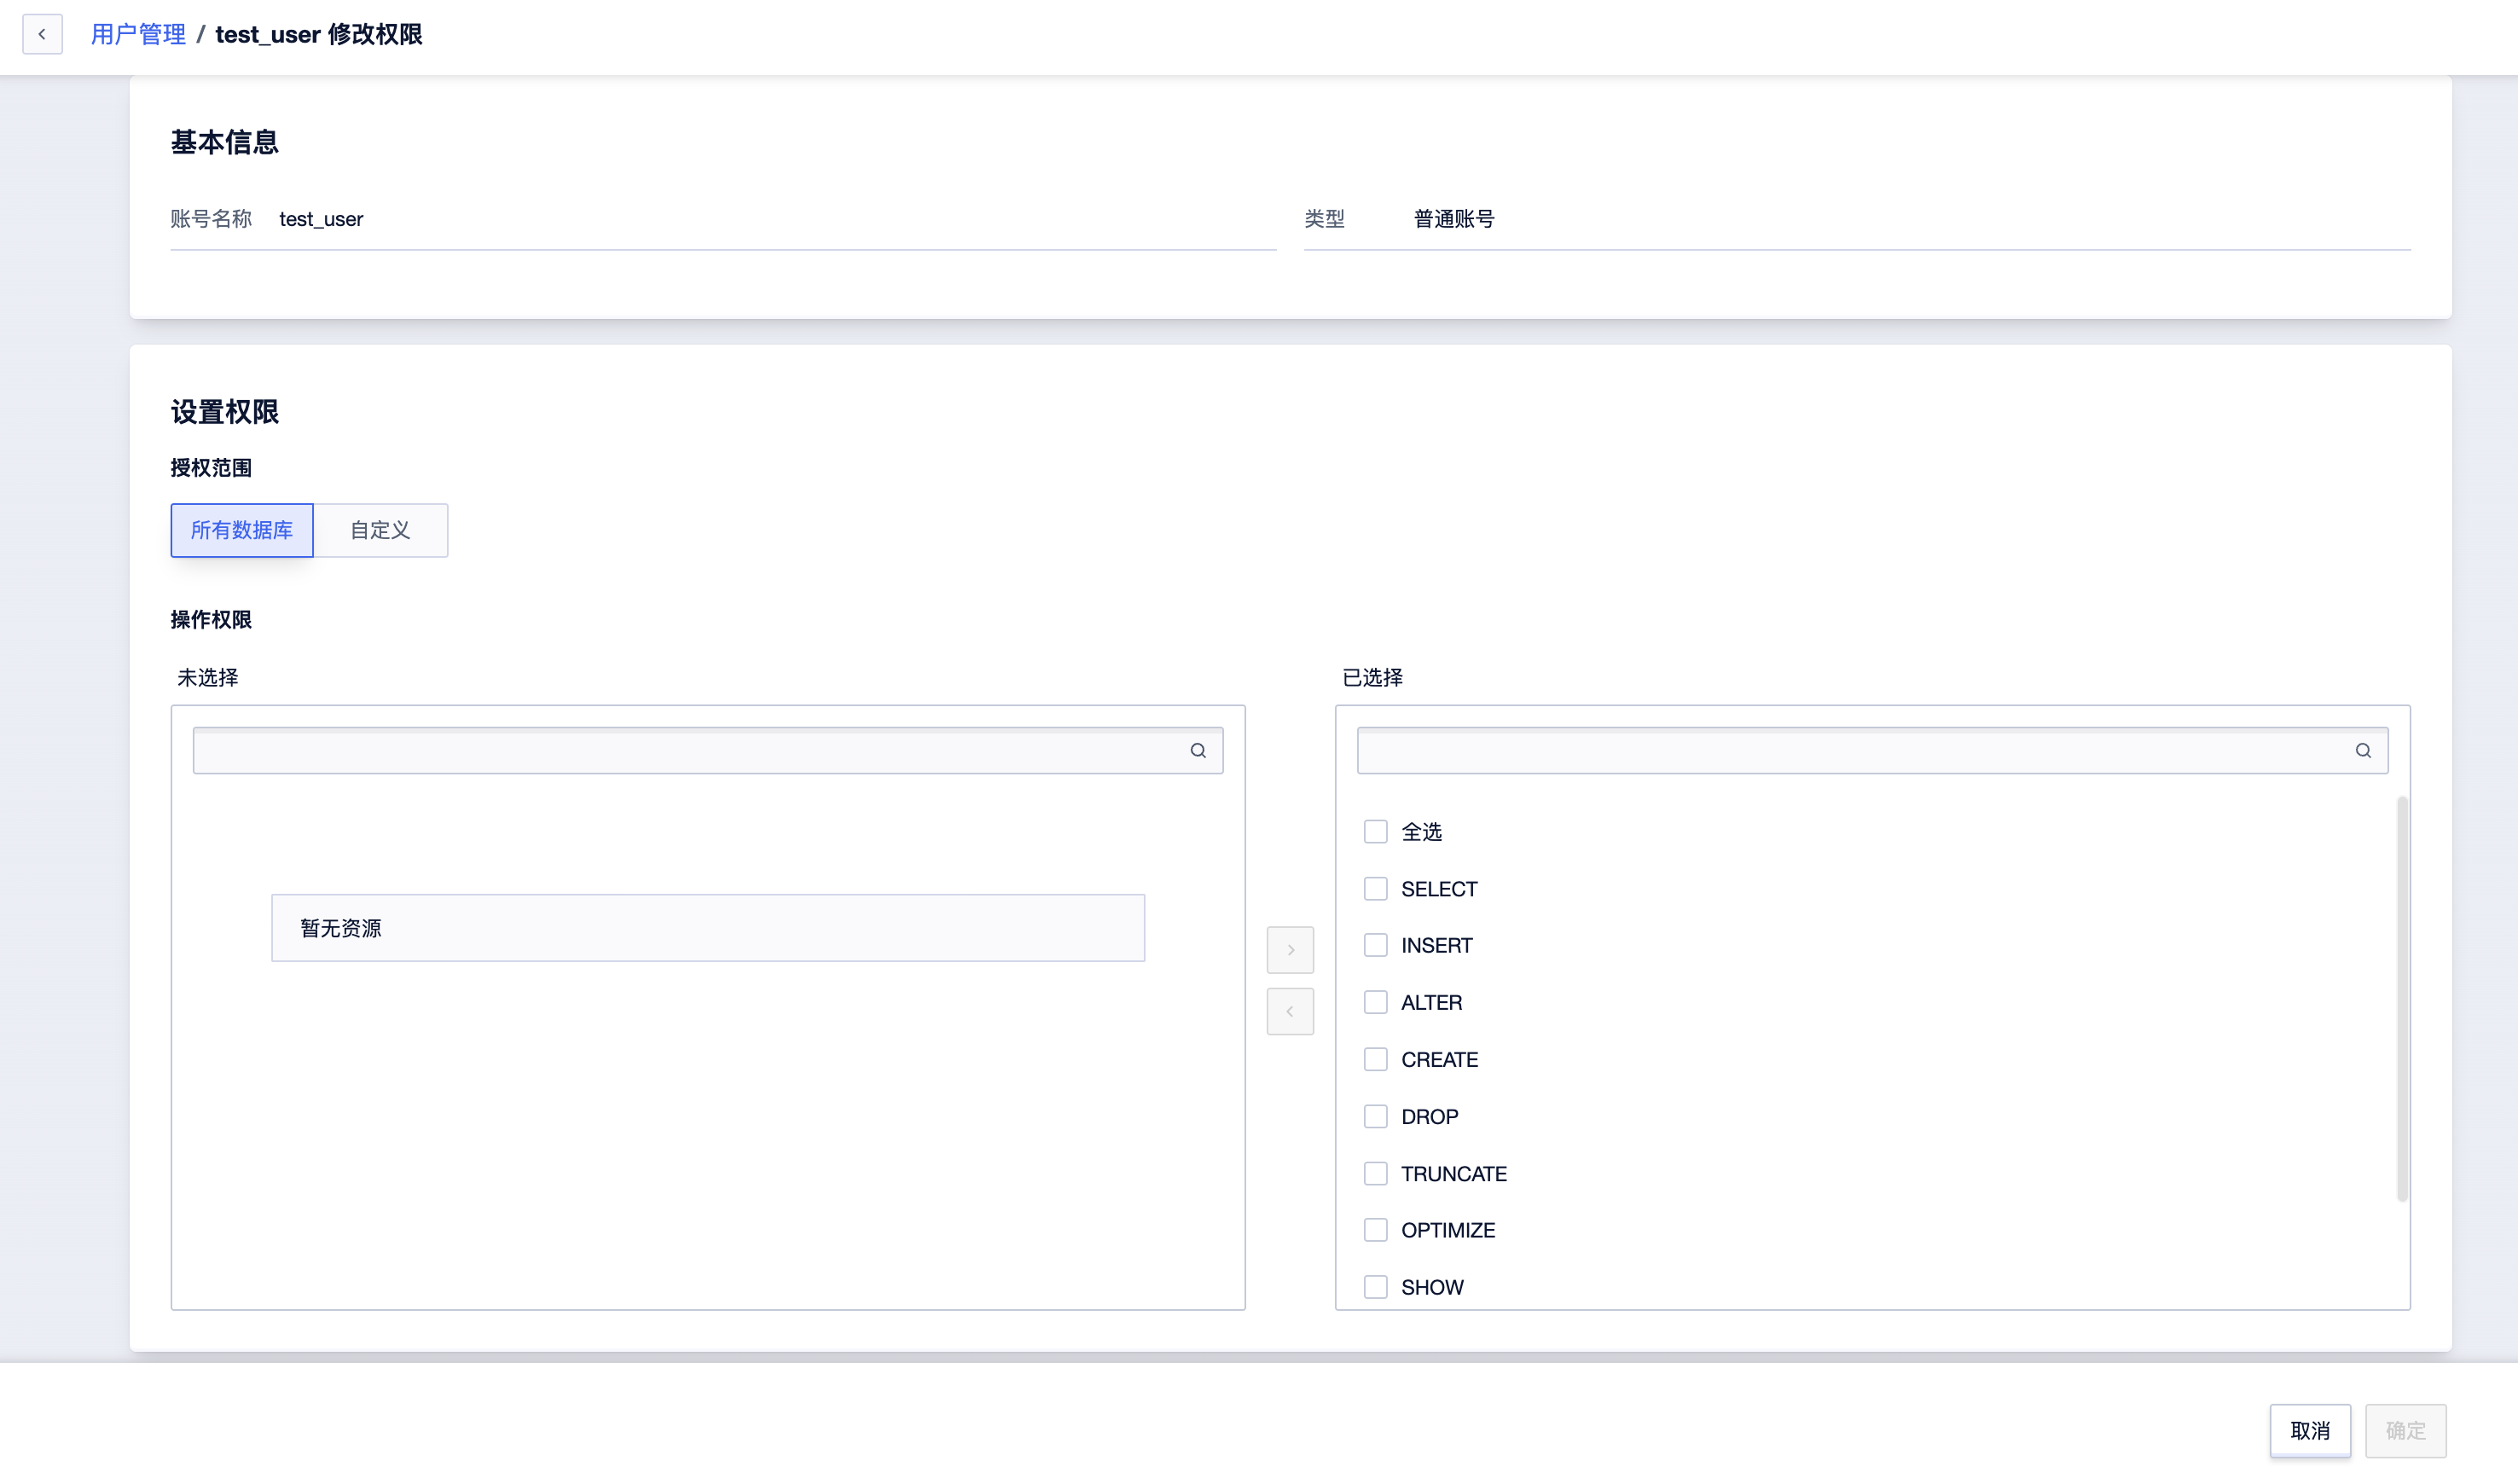 用户管理 / test_user 修改权限
基本信息
账号名称 test_user
类型 普通账号
设置权限
授权范围
所有数据库 自定义
操作权限
未选择
暂无资源
已选择
全选
SELECT
INSERT
ALTER
CREATE
DROP
TRUNCATE
OPTIMIZE
SHOW
取消 确定